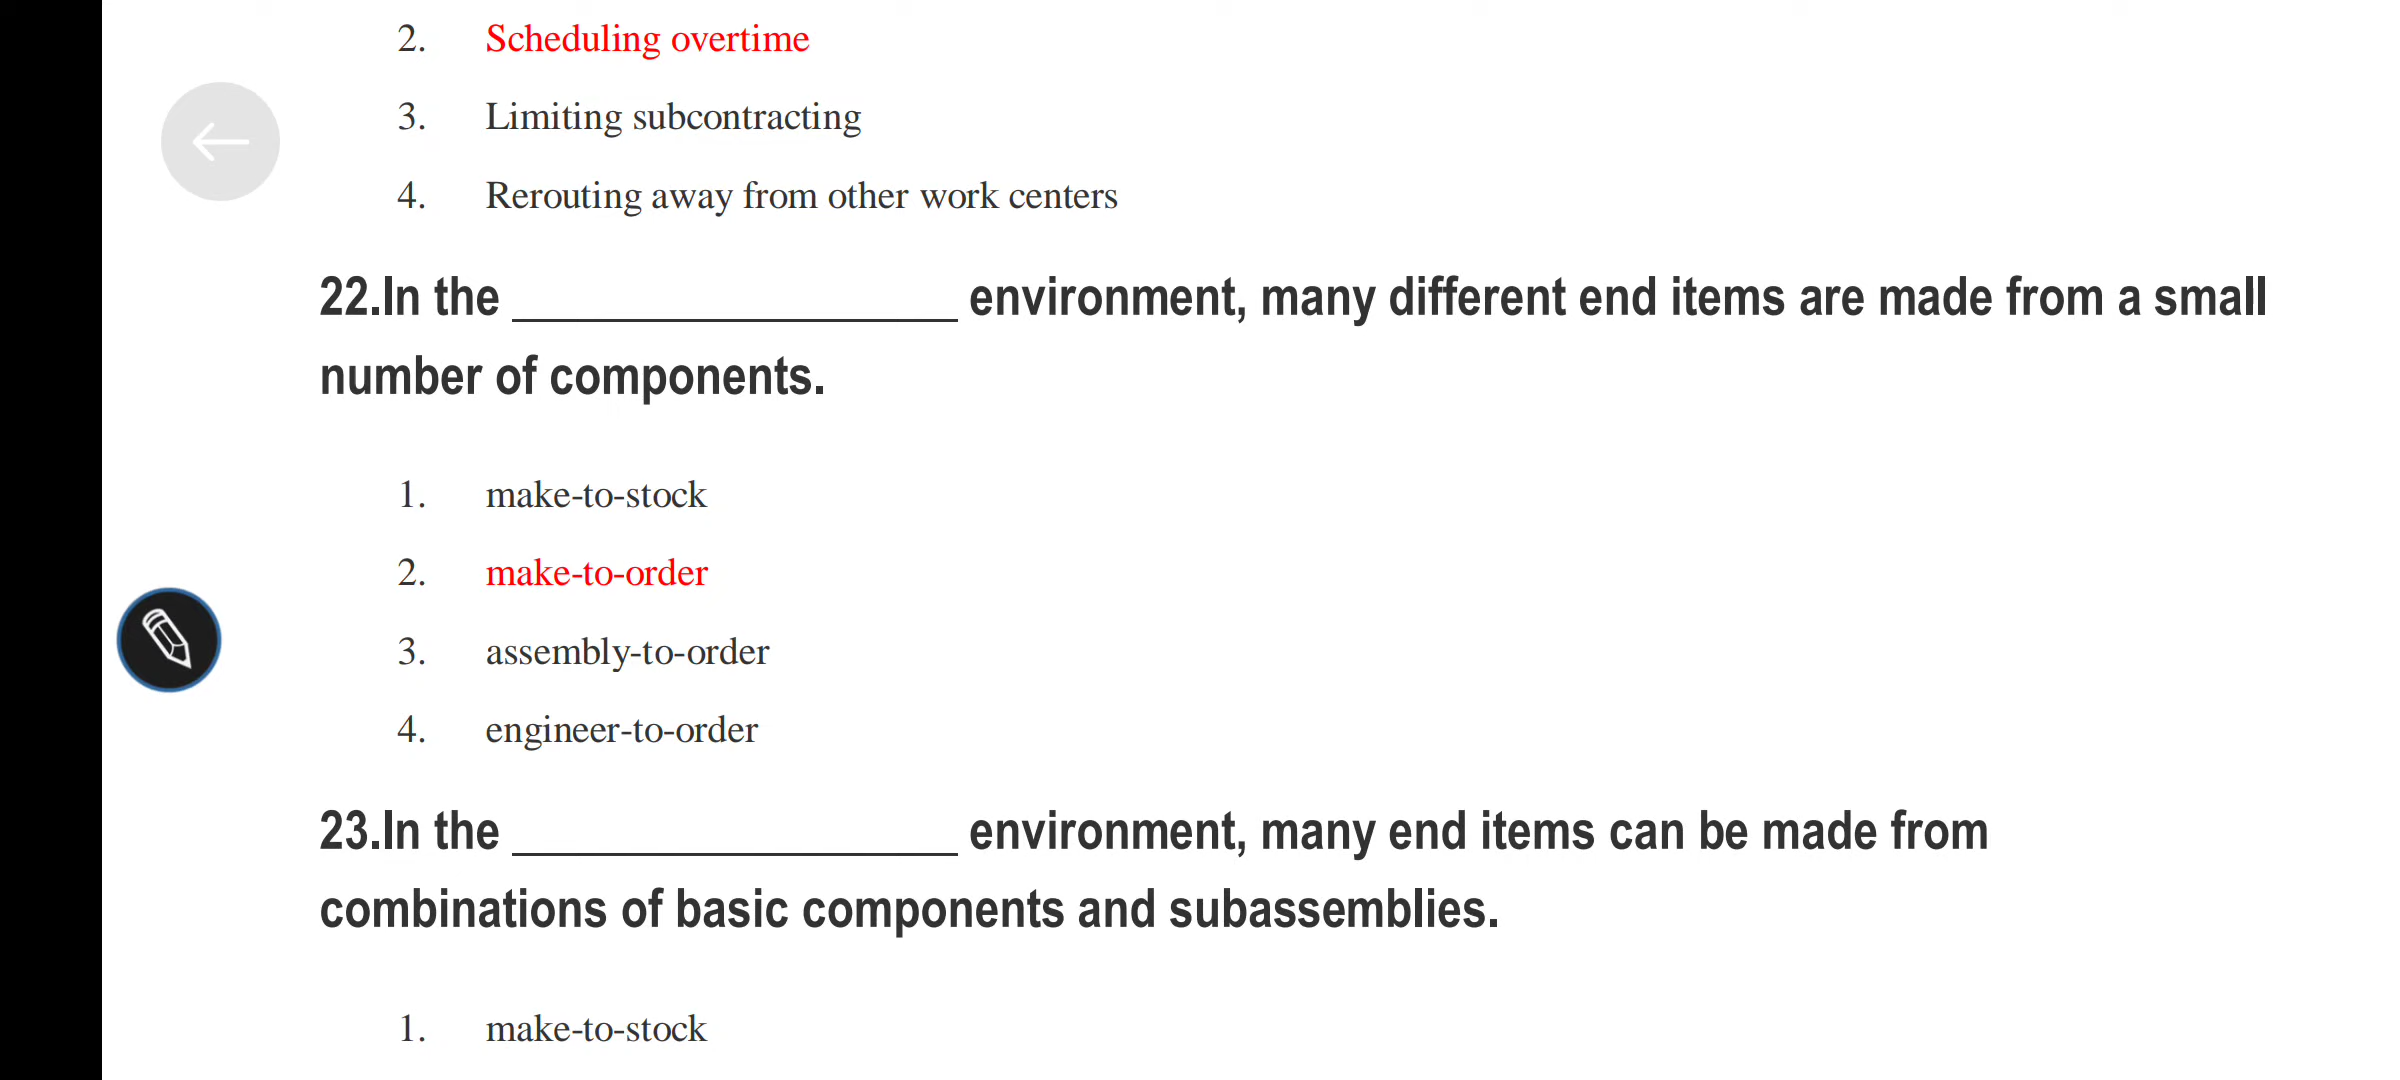 2. Scheduling overtime
3. Limiting subcontracting
4. Rerouting away from other work centers
22.In the __________________ environment, many different end items are made from a small
number of components.
1. make-to-stock
2. make-to-order
3. assembly-to-order
4. engineer-to-order
23.In the __________________ environment, many end items can be made from
combinations of basic components and subassemblies.
1. make-to-stock